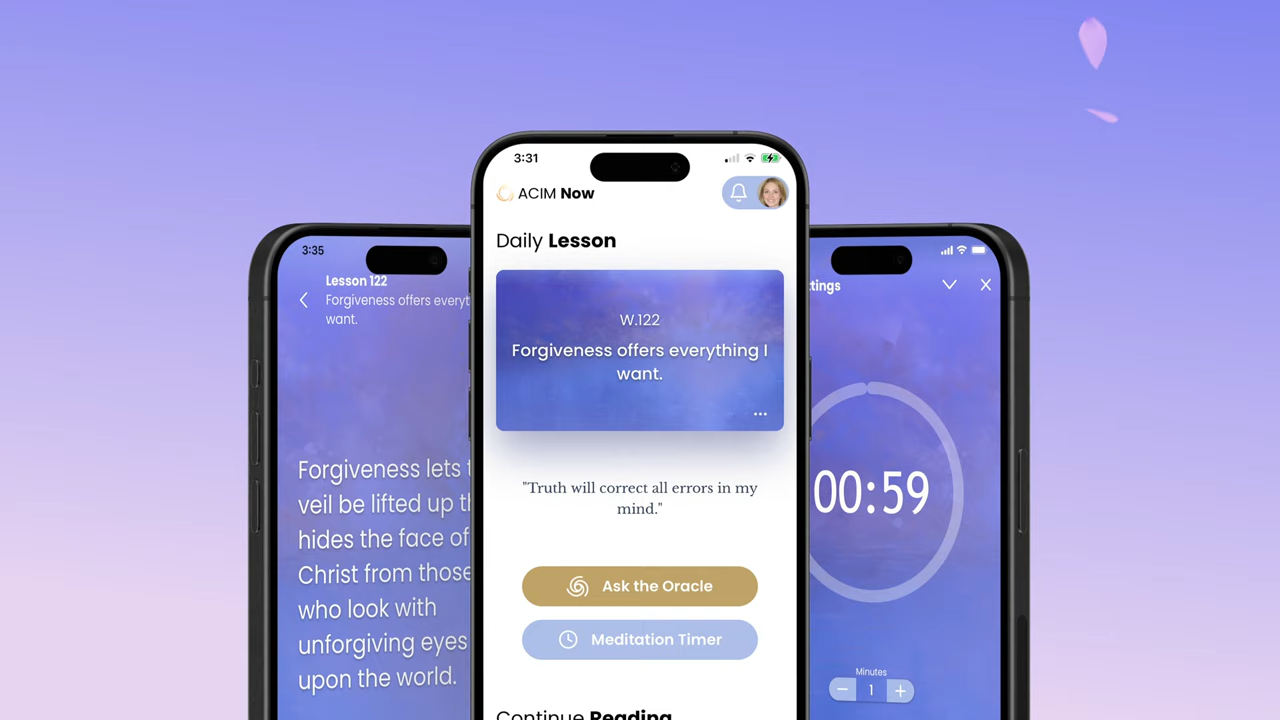 3:35
Lesson 122
Forgiveness offers everyt
want.
Forgiveness lets
veil be lifted up
hides the face of
Christ from those
who look with
unforgiving eyes
upon the world.
3:31
ACIM Now
Daily Lesson
W.122
Forgiveness offers everything I
want.
"Truth will correct all errors in my
mind."
Ask the Oracle
Meditation Timer
Continue Reading
tings
00:59
Minutes
1